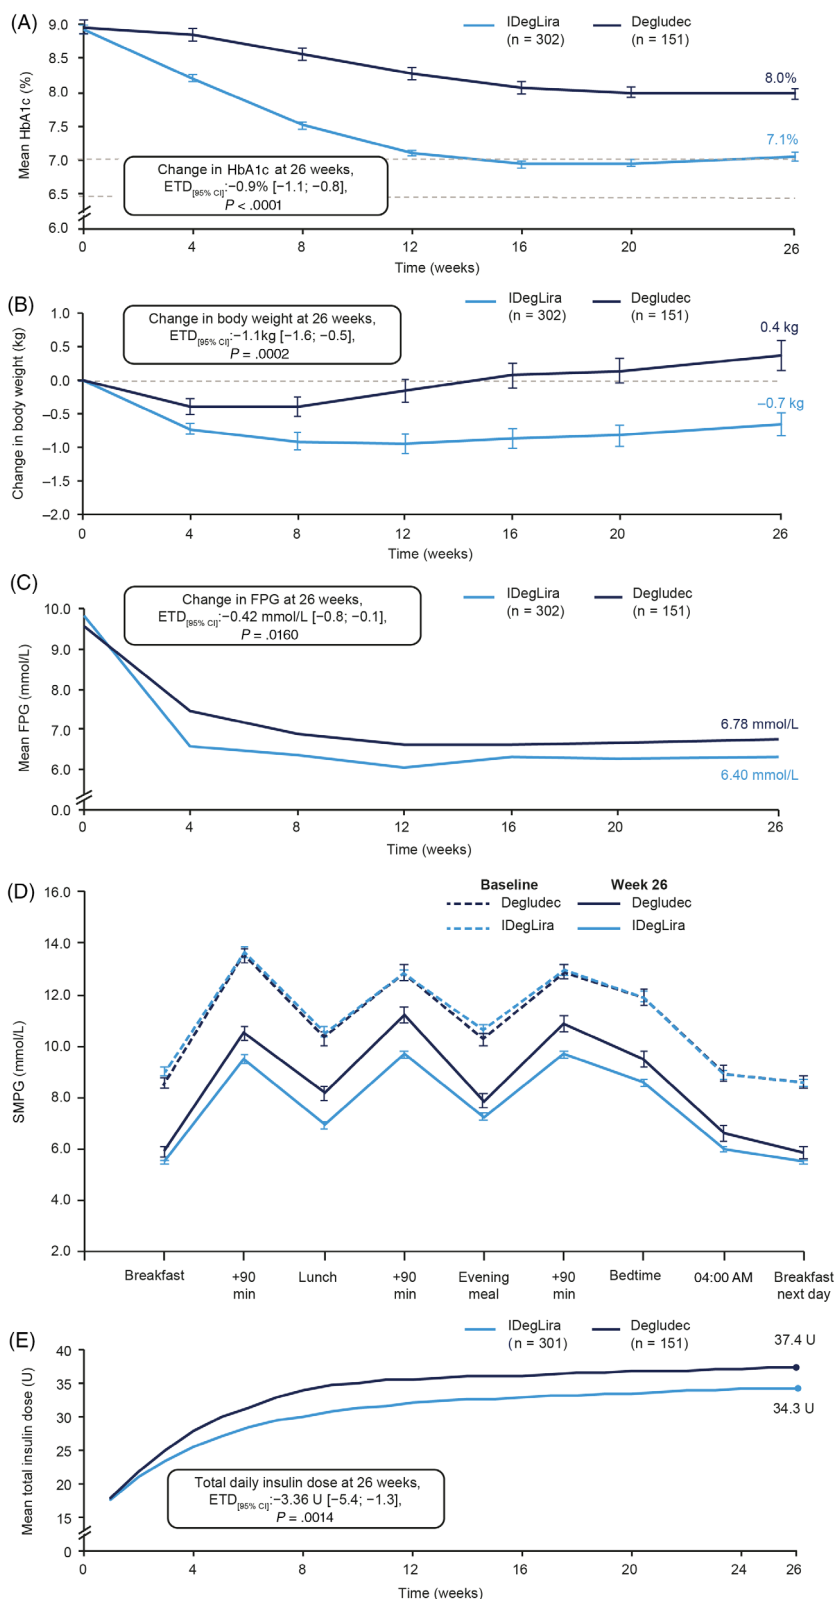 (A)
IDegLira
(n = 302)
Degludec
(n = 151)
Mean HbA1c (%)
9.0
8.5
8.0
7.5
7.0
6.5
6.0
8.0%
7.1%
Change in HbA1c at 26 weeks,
ETD[95% CI]:−0.9% [−1.1; −0.8],
P < .0001
0
4
8
12
16
20
26
Time (weeks)
(B)
IDegLira
(n = 302)
Degludec
(n = 151)
Change in body weight (kg)
1.0
0.5
0.0
−0.5
−1.0
−1.5
−2.0
Change in body weight at 26 weeks,
ETD[95% CI]:−1.1kg [−1.6; −0.5],
P = .0002
0.4 kg
−0.7 kg
0
4
8
12
16
20
26
Time (weeks)
(C)
IDegLira
(n = 302)
Degludec
(n = 151)
Mean FPG (mmol/L)
10.0
9.0
8.0
7.0
6.0
0.0
Change in FPG at 26 weeks,
ETD[95% CI]:−0.42 mmol/L [−0.8; −0.1],
P = .0160
6.78 mmol/L
6.40 mmol/L
0
4
8
12
16
20
26
Time (weeks)
(D)
Baseline
Week 26
Degludec
Degludec
IDegLira
IDegLira
SMPG (mmol/L)
16.0
14.0
12.0
10.0
8.0
6.0
4.0
2.0
Breakfast
+90
min
Lunch
+90
min
Evening
meal
+90
min
Bedtime
04:00 AM
Breakfast
next day
(E)
IDegLira
(n = 301)
Degludec
(n = 151)
Mean total insulin dose (U)
40
35
30
25
20
15
0
37.4 U
34.3 U
Total daily insulin dose at 26 weeks,
ETD[95% CI]:−3.36 U [−5.4; −1.3],
P = .0014
0
4
8
12
16
20
24
26
Time (weeks)